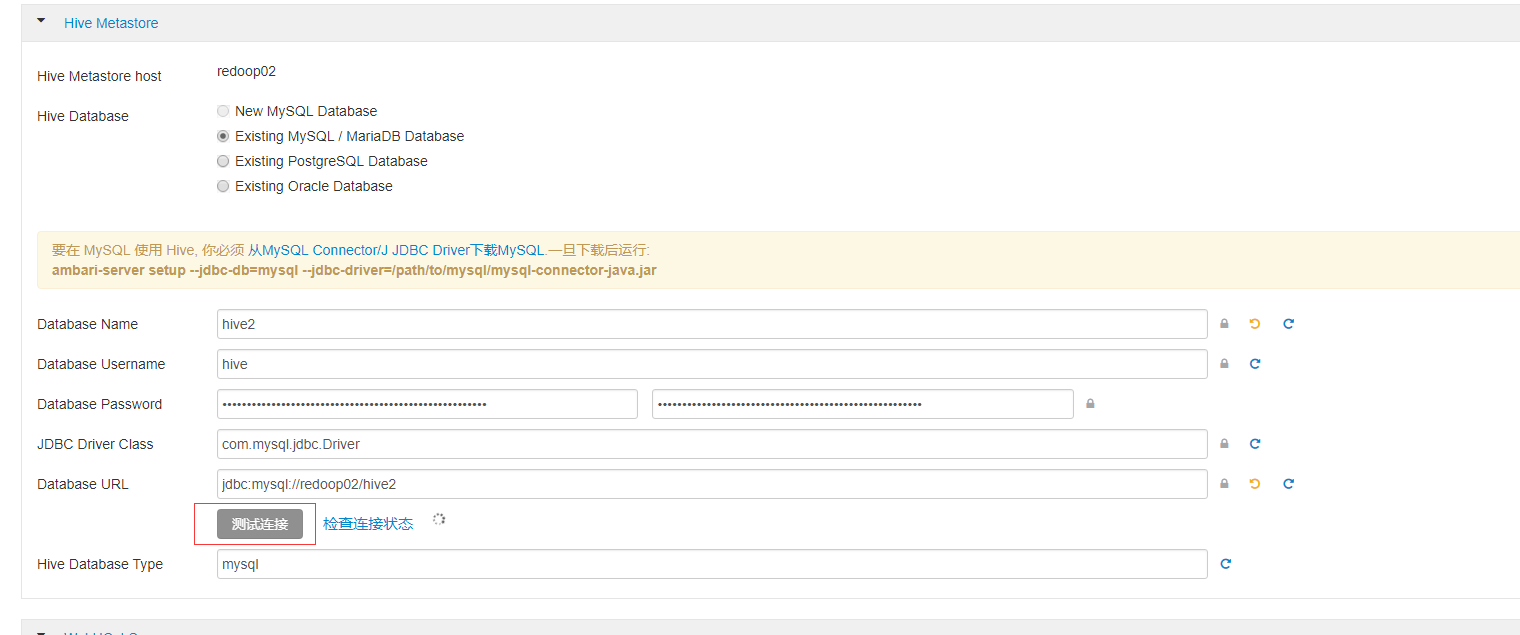 Hive Metastore
Hive Metastore host
redoop02
Hive Database
New MySQL Database
Existing MySQL / MariaDB Database
Existing PostgreSQL Database
Existing Oracle Database
要在 MySQL 使用 Hive, 你必须 从MySQL Connector/J JDBC Driver下载MySQL.一旦下载后运行:
ambari-server setup --jdbc-db=mysql --jdbc-driver=/path/to/mysql/mysql-connector-java.jar
Database Name
hive2
Database Username
hive
Database Password
JDBC Driver Class
com.mysql.jdbc.Driver
Database URL
jdbc:mysql://redoop02/hive2
测试连接 检查连接状态
Hive Database Type
mysql